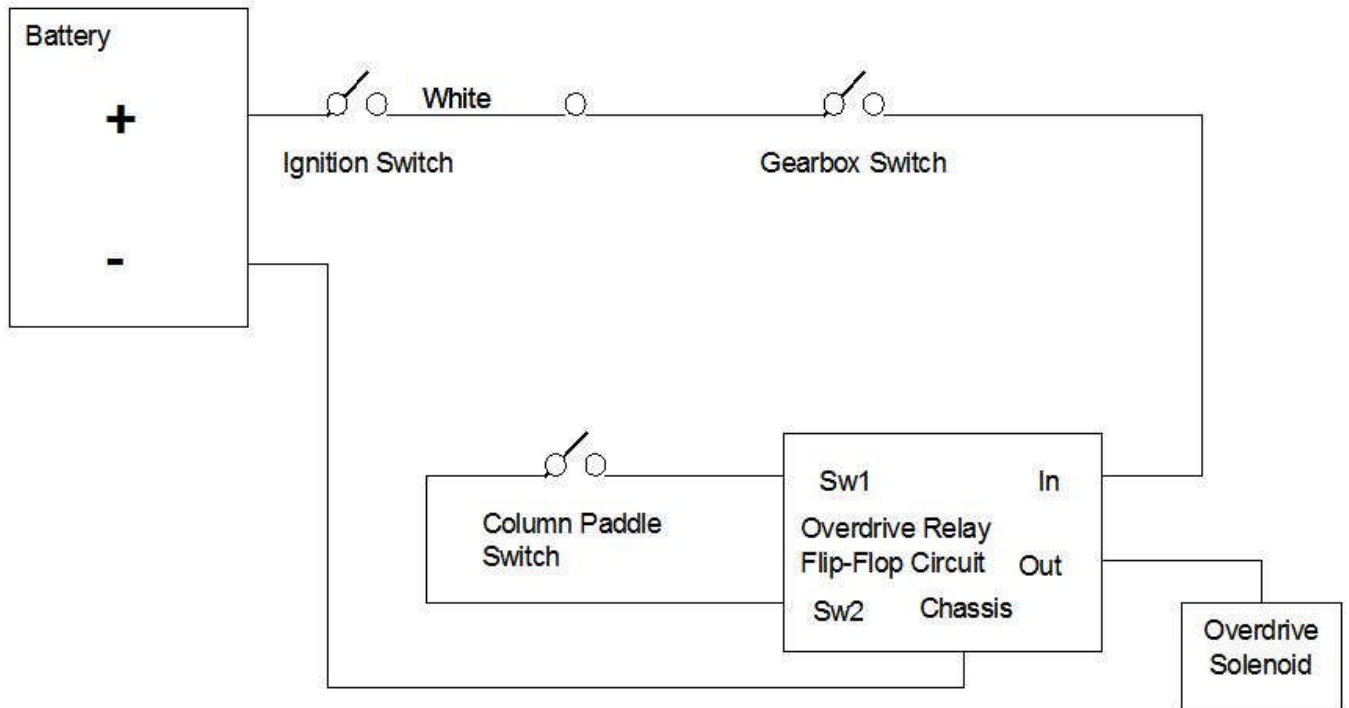 Battery
+
-
White
Ignition Switch
Gearbox Switch
Column Paddle
Switch
Sw1 In
Overdrive Relay
Flip-Flop Circuit Out
Sw2 Chassis
Overdrive
Solenoid